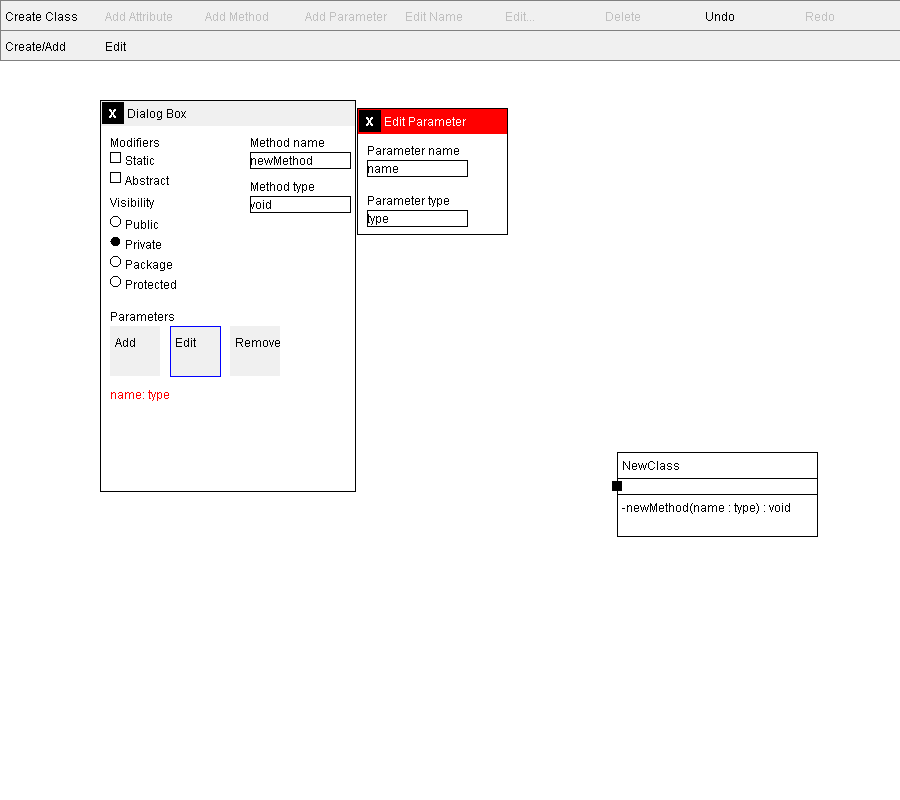 Create Class Add Attribute Add Method Add Parameter Edit Name Edit... Delete Undo Redo
Create/Add Edit
X Dialog Box
Modifiers
Static
Abstract
Visibility
Public
Private
Package
Protected
Method name
newMethod
Method type
void
Parameters
Add Edit Remove
name: type
X Edit Parameter
Parameter name
name
Parameter type
type
NewClass
-newMethod(name : type) : void